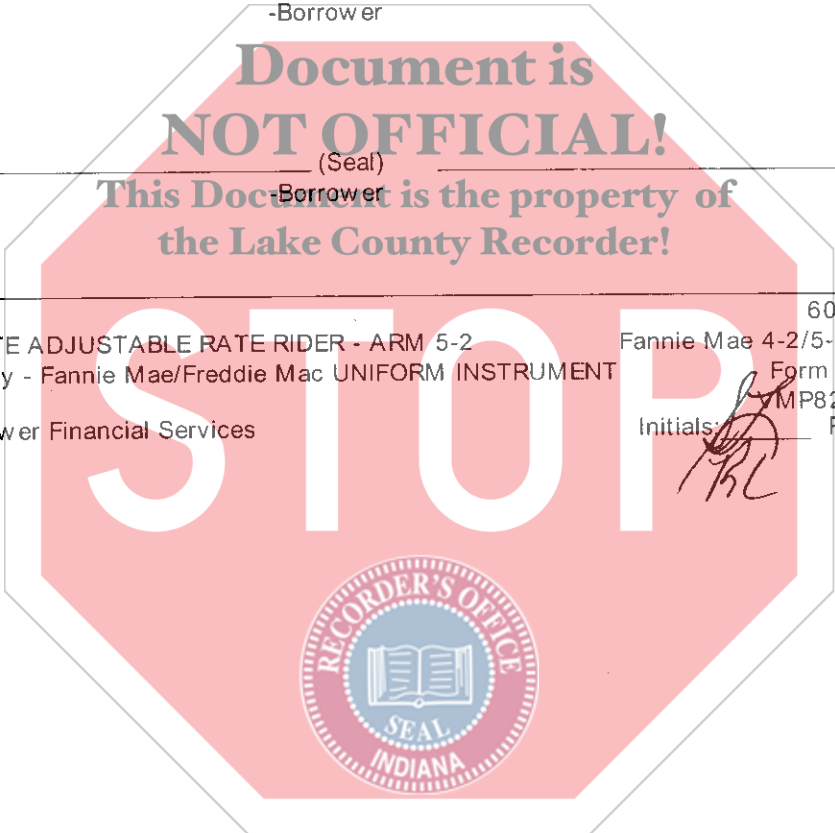 -Borrower
Document is
NOT OFFICIAL!
(Seal)
This Document is the property of
-Borrower
the Lake County Recorder!
60
TE ADJUSTABLE RATE RIDER - ARM 5-2 Fannie Mae 4-2/5-
y - Fannie Mae/Freddie Mac UNIFORM INSTRUMENT Form
VMP82
wer Financial Services Initials:
STOP
RECORDER'S OFFICE
SEAL
INDIANA